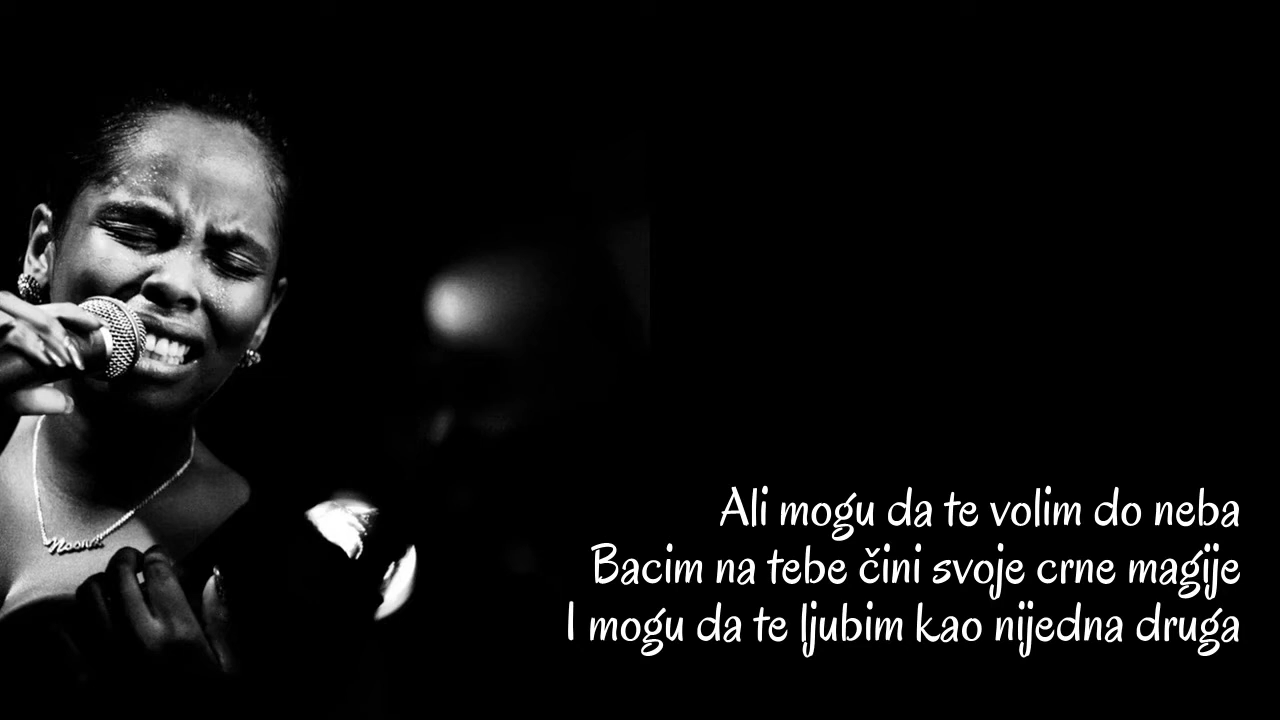 Ali mogu da te volim do neba
Bacim na tebe čini svoje crne magije
I mogu da te ljubim kao nijedna druga